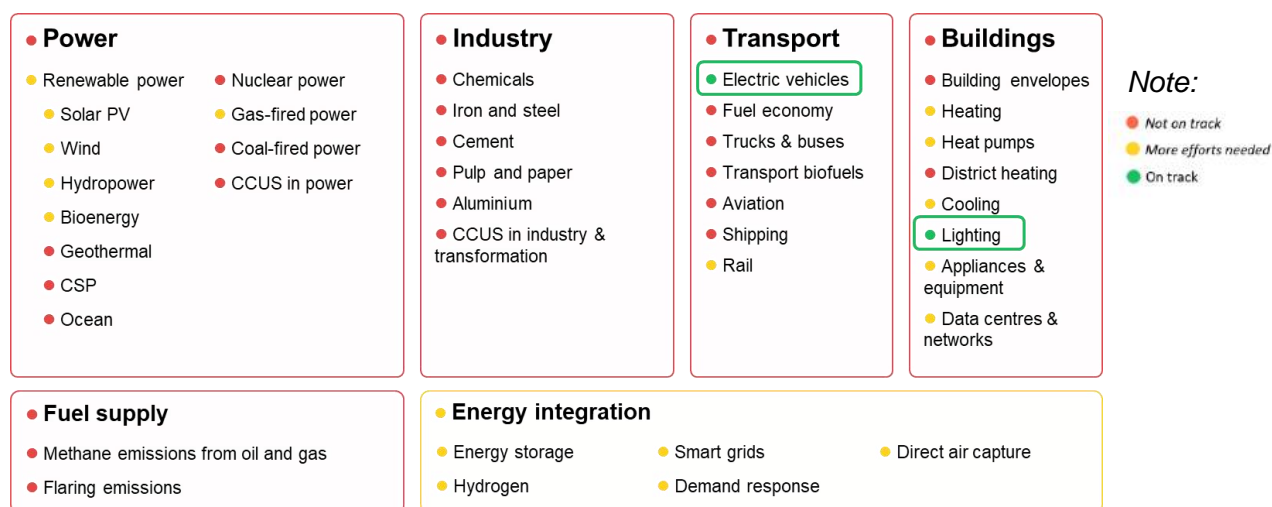 Power
Renewable power
Solar PV
Wind
Hydropower
Bioenergy
Geothermal
CSP
Ocean
Nuclear power
Gas-fired power
Coal-fired power
CCUS in power
Industry
Chemicals
Iron and steel
Cement
Pulp and paper
Aluminium
CCUS in industry &
transformation
Transport
Electric vehicles
Fuel economy
Trucks & buses
Transport biofuels
Aviation
Shipping
Rail
Buildings
Building envelopes
Heating
Heat pumps
District heating
Cooling
Lighting
Appliances &
equipment
Data centres &
networks
Note:
Not on track
More efforts needed
On track
Fuel supply
Methane emissions from oil and gas
Flaring emissions
Energy integration
Energy storage
Hydrogen
Smart grids
Demand response
Direct air capture